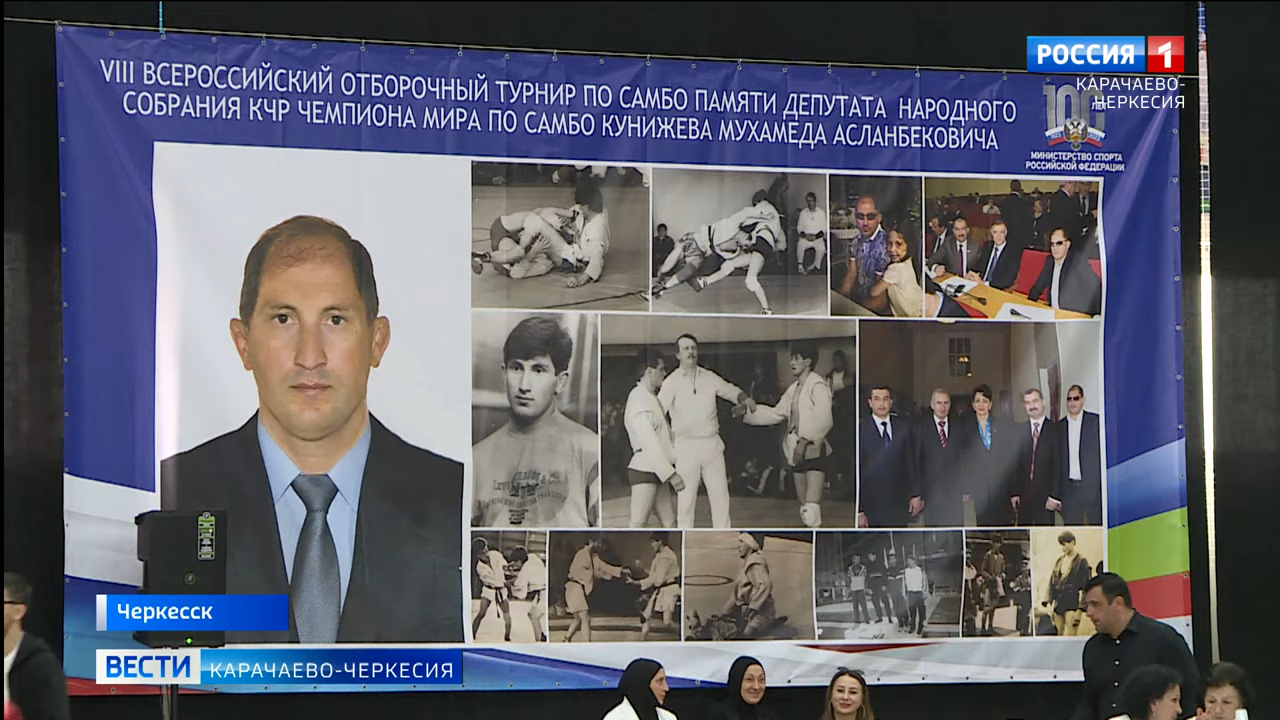 VIII ВСЕРОССИЙСКИЙ ОТБОРОЧНЫЙ ТУРНИР ПО САМБО ПАМЯТИ ДЕПУТАТА НАРОДНОГО
СОБРАНИЯ КЧР ЧЕМПИОНА МИРА ПО САМБО КУНИЖЕВА МУХАМЕДА АСЛАНБЕКОВИЧА
РОССИЯ 1
КАРАЧАЕВО-
ЧЕРКЕСИЯ
100
МИНИСТЕРСТВО СПОРТА
РОССИЙСКОЙ ФЕДЕРАЦИИ
Черкесск
ВЕСТИ КАРАЧАЕВО-ЧЕРКЕСИЯ